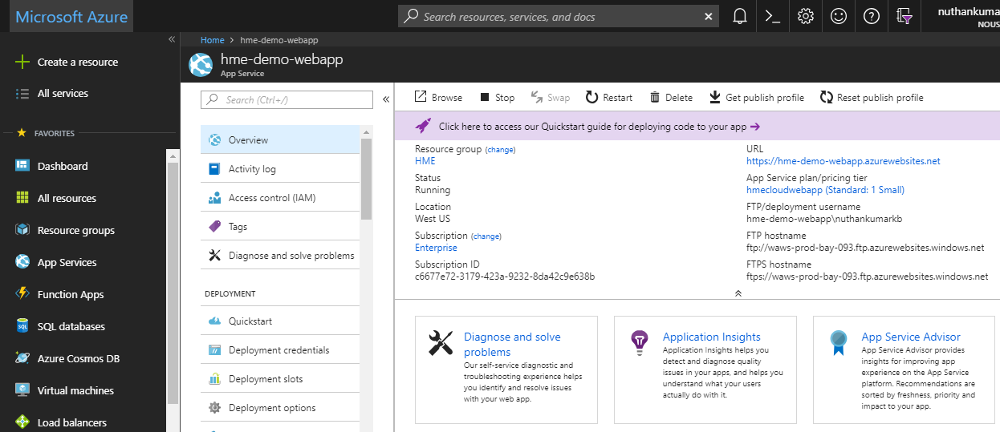 Microsoft Azure
Search resources, services, and docs
nuthankuma
NOUS
Create a resource
All services
FAVORITES
Dashboard
All resources
Resource groups
App Services
Function Apps
SQL databases
Azure Cosmos DB
Virtual machines
Load balancers
Home > hme-demo-webapp
hme-demo-webapp
App Service
Search (Ctrl+/)
Overview
Activity log
Access control (IAM)
Tags
Diagnose and solve problems
DEPLOYMENT
Quickstart
Deployment credentials
Deployment slots
Deployment options
Browse Stop Swap Restart Delete Get publish profile Reset publish profile
Click here to access our Quickstart guide for deploying code to your app
Resource group (change)
HME
Status
Running
Location
West US
Subscription (change)
Enterprise
Subscription ID
c6677e72-3179-423a-9232-8da42c9e638b
URL
https://hme-demo-webapp.azurewebsites.net
App Service plan/pricing tier
hmecloudwebapp (Standard: 1 Small)
FTP/deployment username
hme-demo-webapp\nuthankumarkb
FTP hostname
ftp://waws-prod-bay-093.ftp.azurewebsites.windows.net
FTPS hostname
ftps://waws-prod-bay-093.ftp.azurewebsites.windows.net
Diagnose and solve
problems
Our self-service diagnostic and
troubleshooting experience helps
you identify and resolve issues
with your web app.
Application Insights
Application Insights helps you
detect and diagnose quality
issues in your apps, and helps you
understand what your users
actually do with it.
App Service Advisor
App Service Advisor provides
insights for improving app
experience on the App Service
platform. Recommendations are
sorted by freshness, priority and
impact to your app.